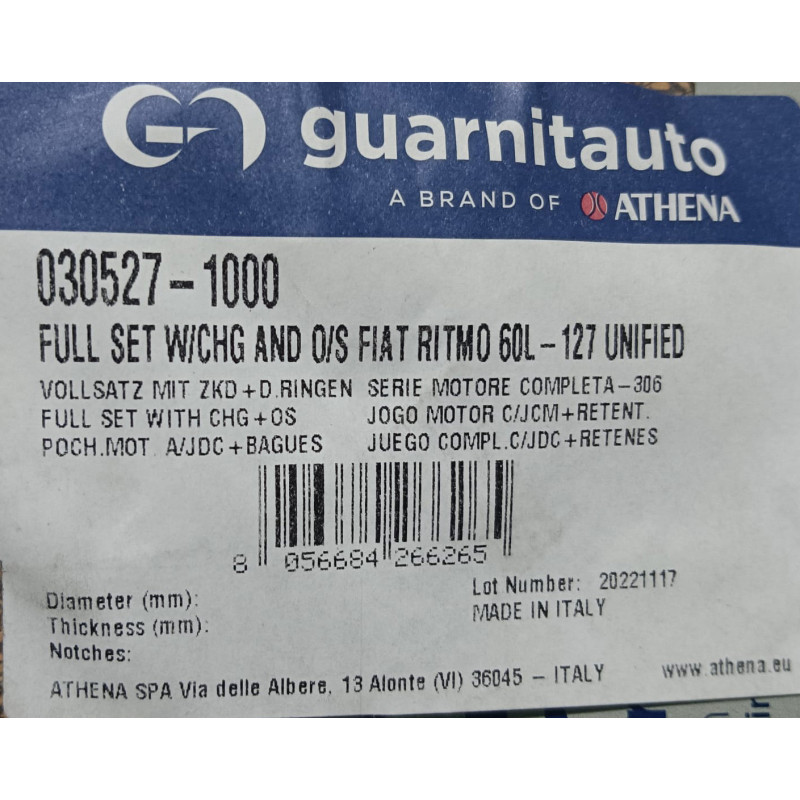 guarnitauto
A BRAND OF ATHENA
030527-1000
FULL SET W/CHG AND O/S FIAT RITMO 60L-127 UNIFIED
VOLLSATZ MIT ZKD+D.RINGEN SERIE MOTORE COMPLETA-306
FULL SET WITH CHG+OS JOGO MOTOR C/JCM+RETENT.
POCH.MOT. A/JDC+BAGUES JUEGO COMPL.C/JDC+RETENES
8 056684 266265
Diameter (mm):
Thickness (mm):
Notches:
Lot Number: 20221117
MADE IN ITALY
ATHENA SPA Via delle Albere, 13 Alonte (VI) 36045 - ITALY
www.athena.eu